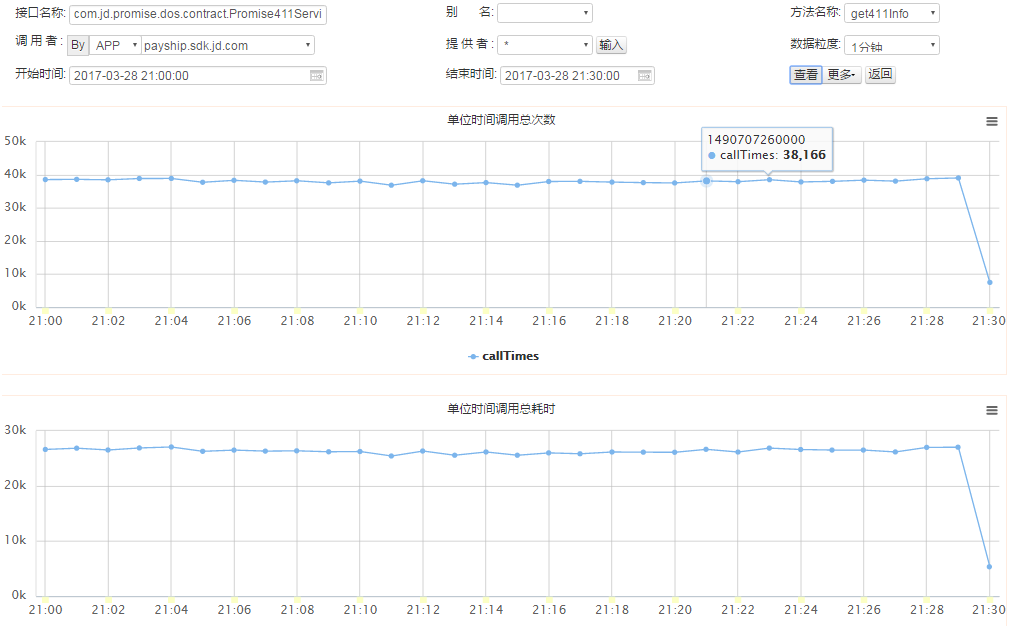 接口名称: com.jd.promise.dos.contract.Promise411Servi 别 名: 方法名称: get411Info
调 用 者 : By APP payship.sdk.jd.com 提 供 者 : * 输入 数据粒度: 1分钟
开始时间: 2017-03-28 21:00:00 结束时间: 2017-03-28 21:30:00 查看 更多 返回
单位时间调用总次数
50k
40k
30k
20k
10k
0k
1490707260000
callTimes: 38,166
21:00 21:02 21:04 21:06 21:08 21:10 21:12 21:14 21:16 21:18 21:20 21:22 21:24 21:26 21:28 21:30
callTimes
单位时间调用总耗时
30k
20k
10k
0k
21:00 21:02 21:04 21:06 21:08 21:10 21:12 21:14 21:16 21:18 21:20 21:22 21:24 21:26 21:28 21:30